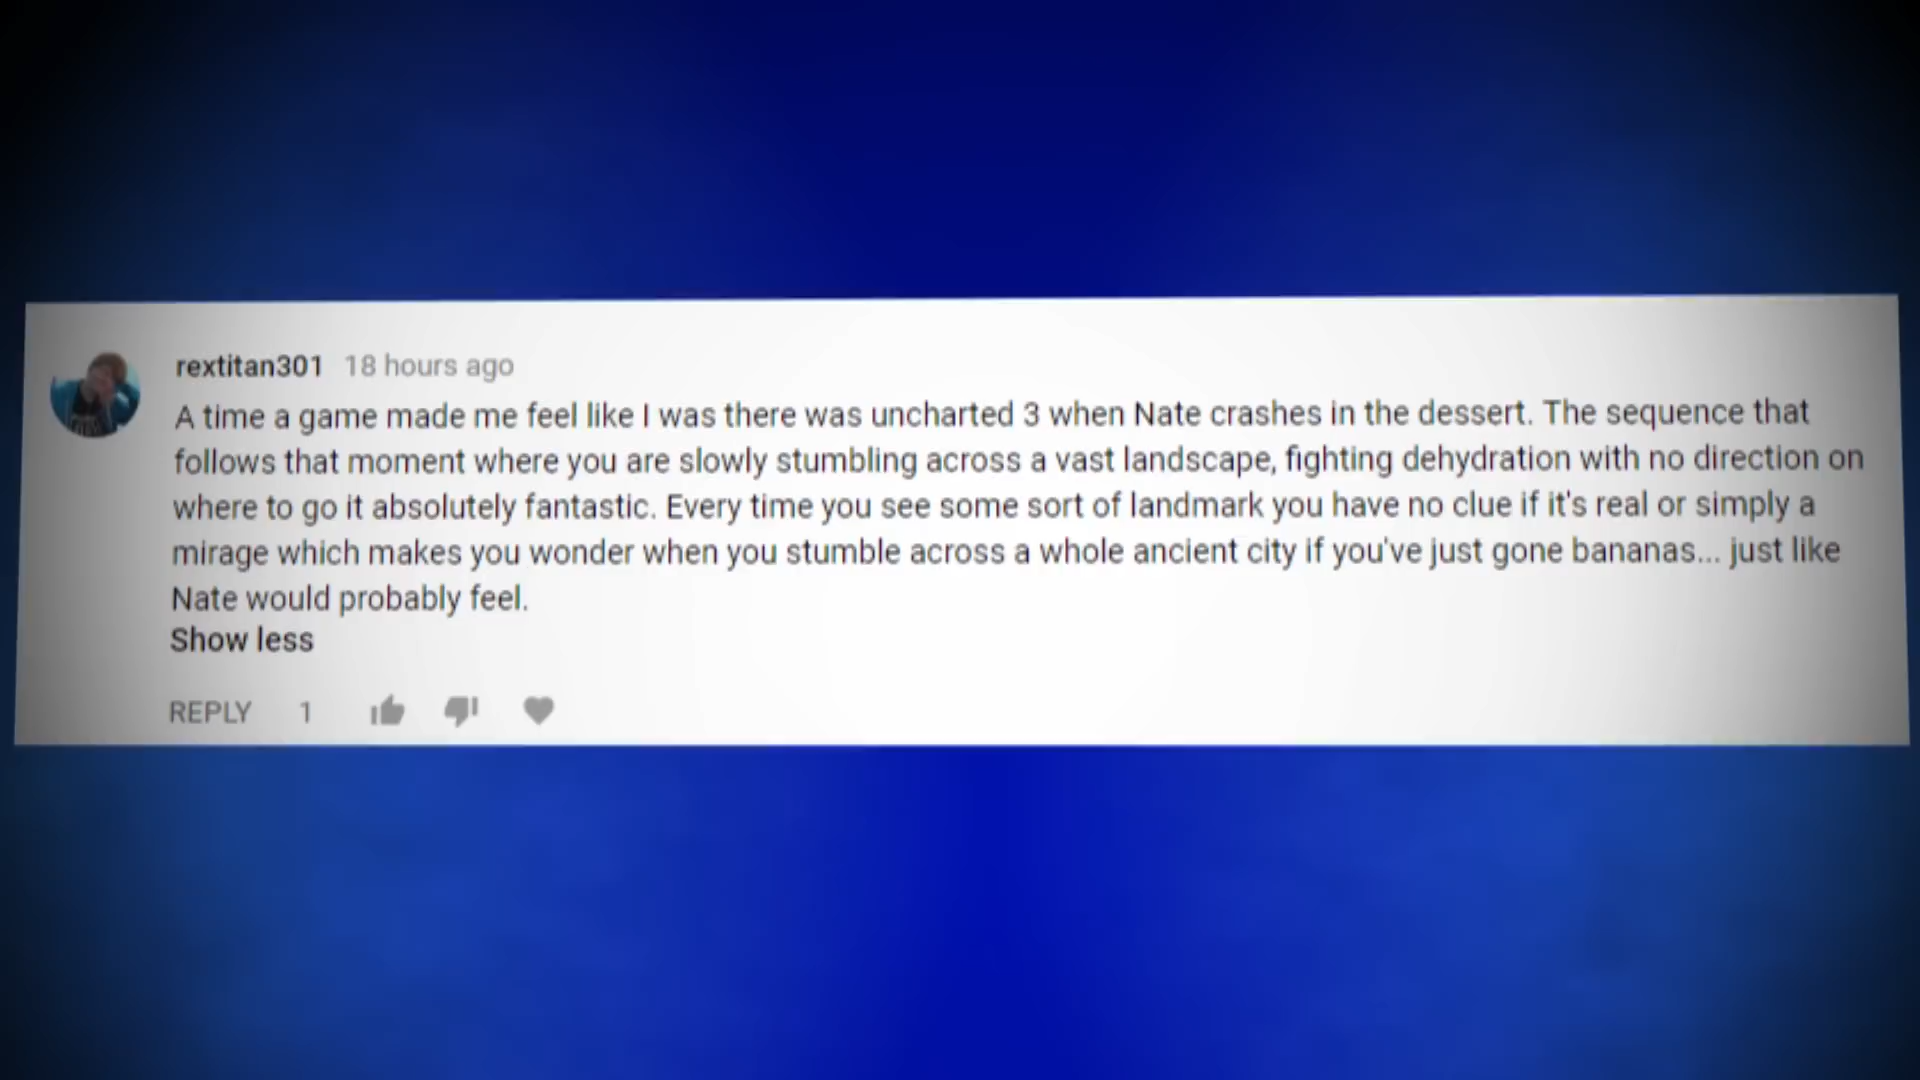 rextitan301 18 hours ago
A time a game made me feel like I was there was uncharted 3 when Nate crashes in the dessert. The sequence that
follows that moment where you are slowly stumbling across a vast landscape, fighting dehydration with no direction on
where to go it absolutely fantastic. Every time you see some sort of landmark you have no clue if it's real or simply a
mirage which makes you wonder when you stumble across a whole ancient city if you've just gone bananas... just like
Nate would probably feel.
Show less
REPLY 1